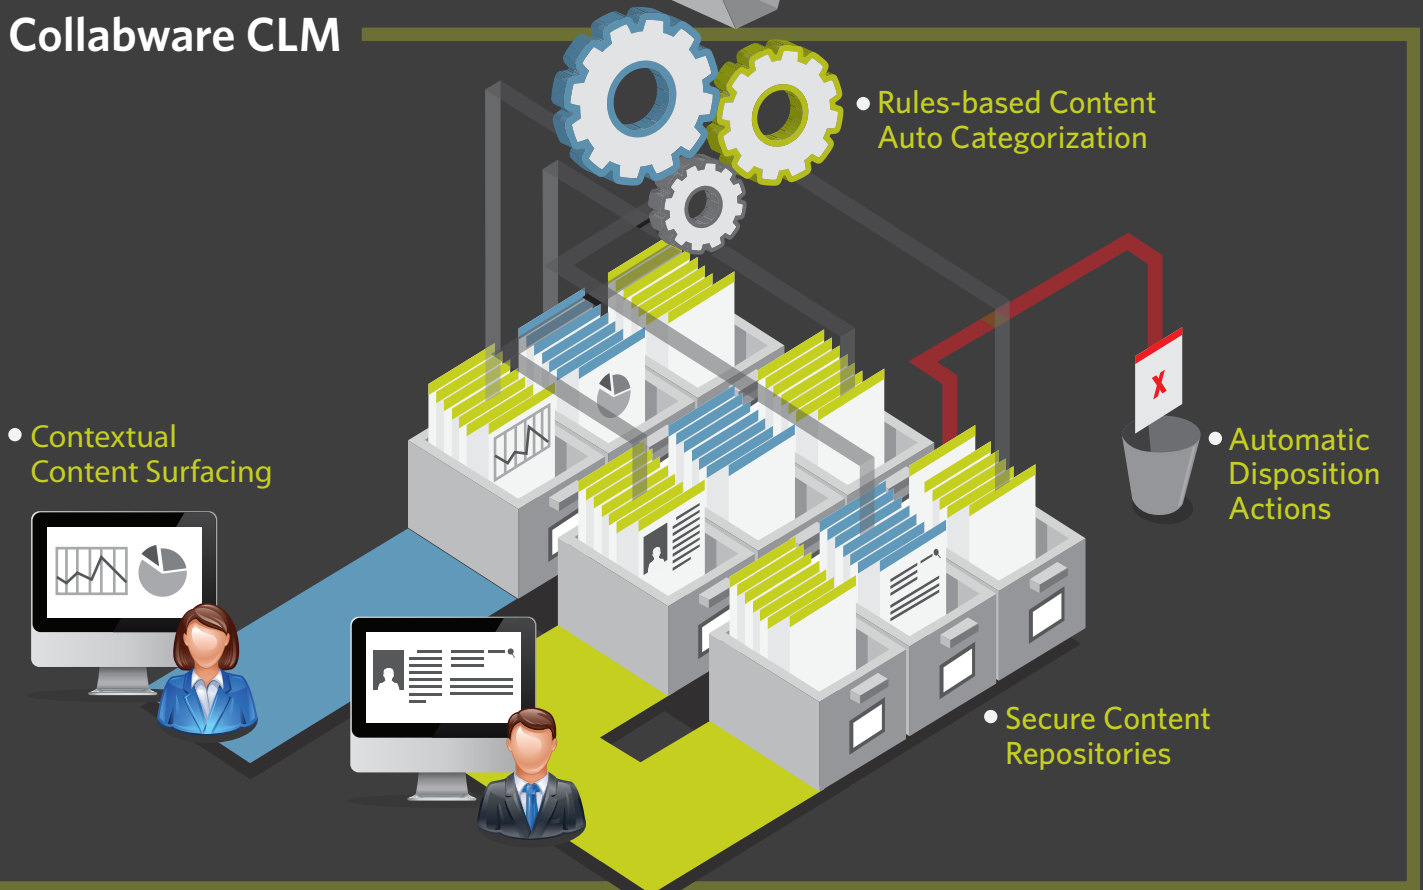 Collabware CLM
Rules-based Content
Auto Categorization
Contextual
Content Surfacing
X
Automatic
Disposition
Actions
Secure Content
Repositories